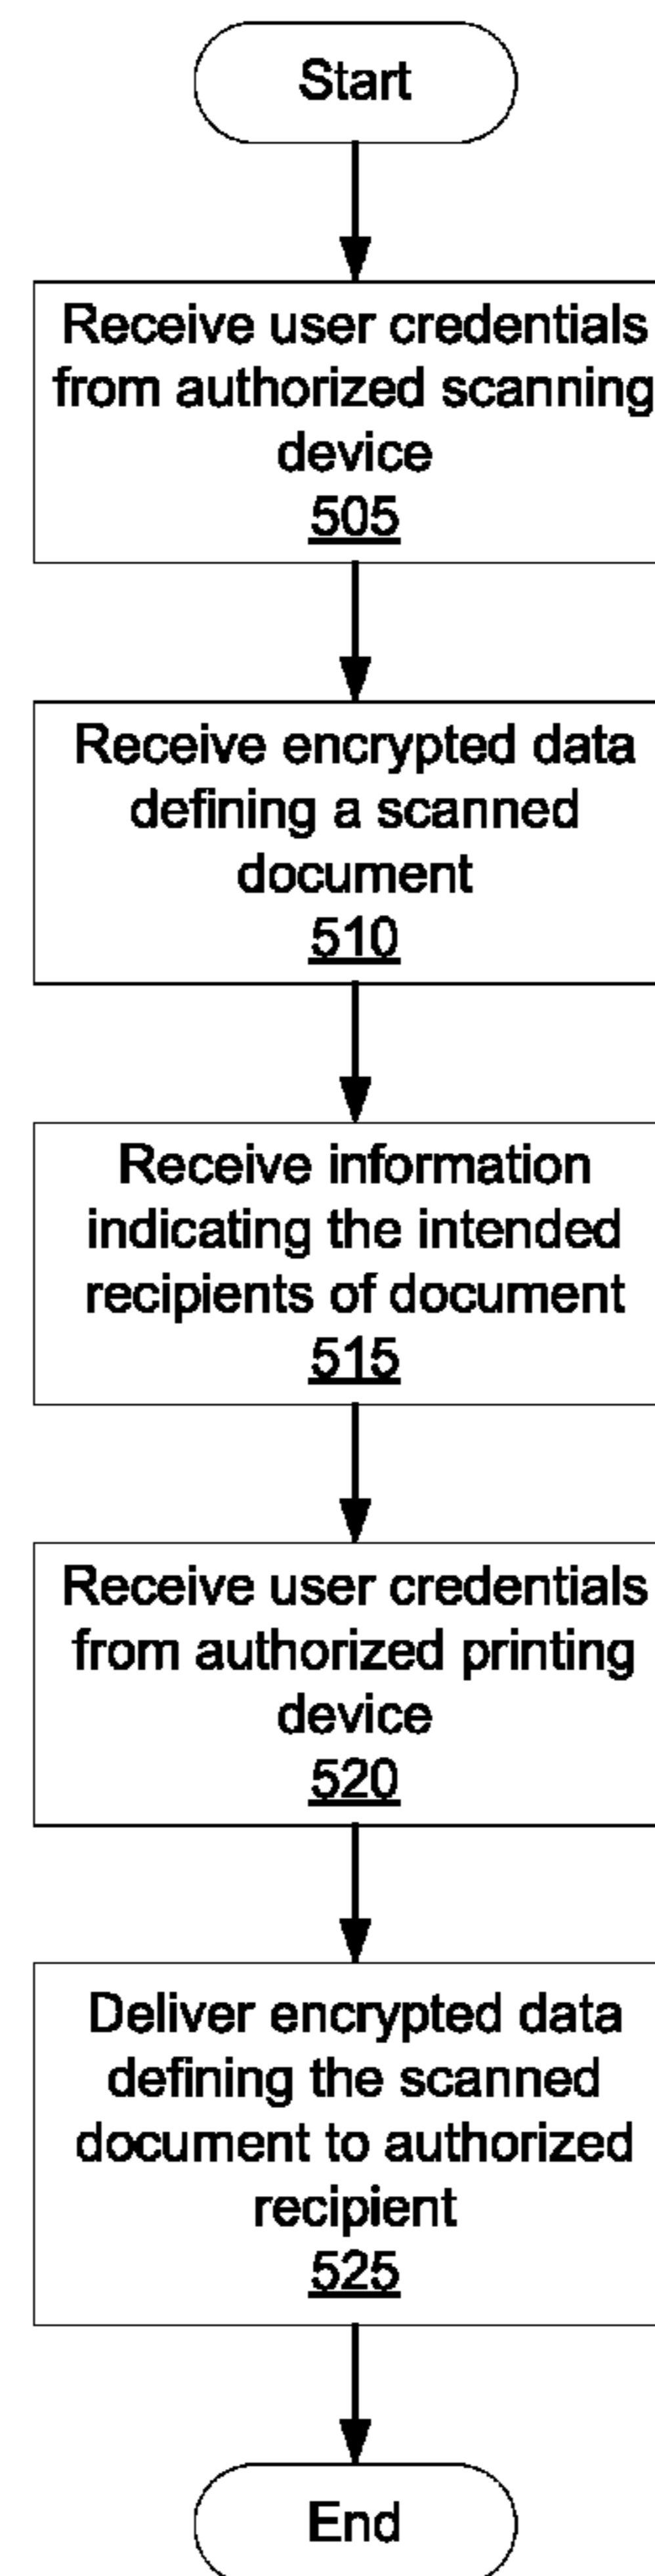 Start
Receive user credentials
from authorized scanning
device
505
Receive encrypted data
defining a scanned
document
510
Receive information
indicating the intended
recipients of document
515
Receive user credentials
from authorized printing
device
520
Deliver encrypted data
defining the scanned
document to authorized
recipient
525
End